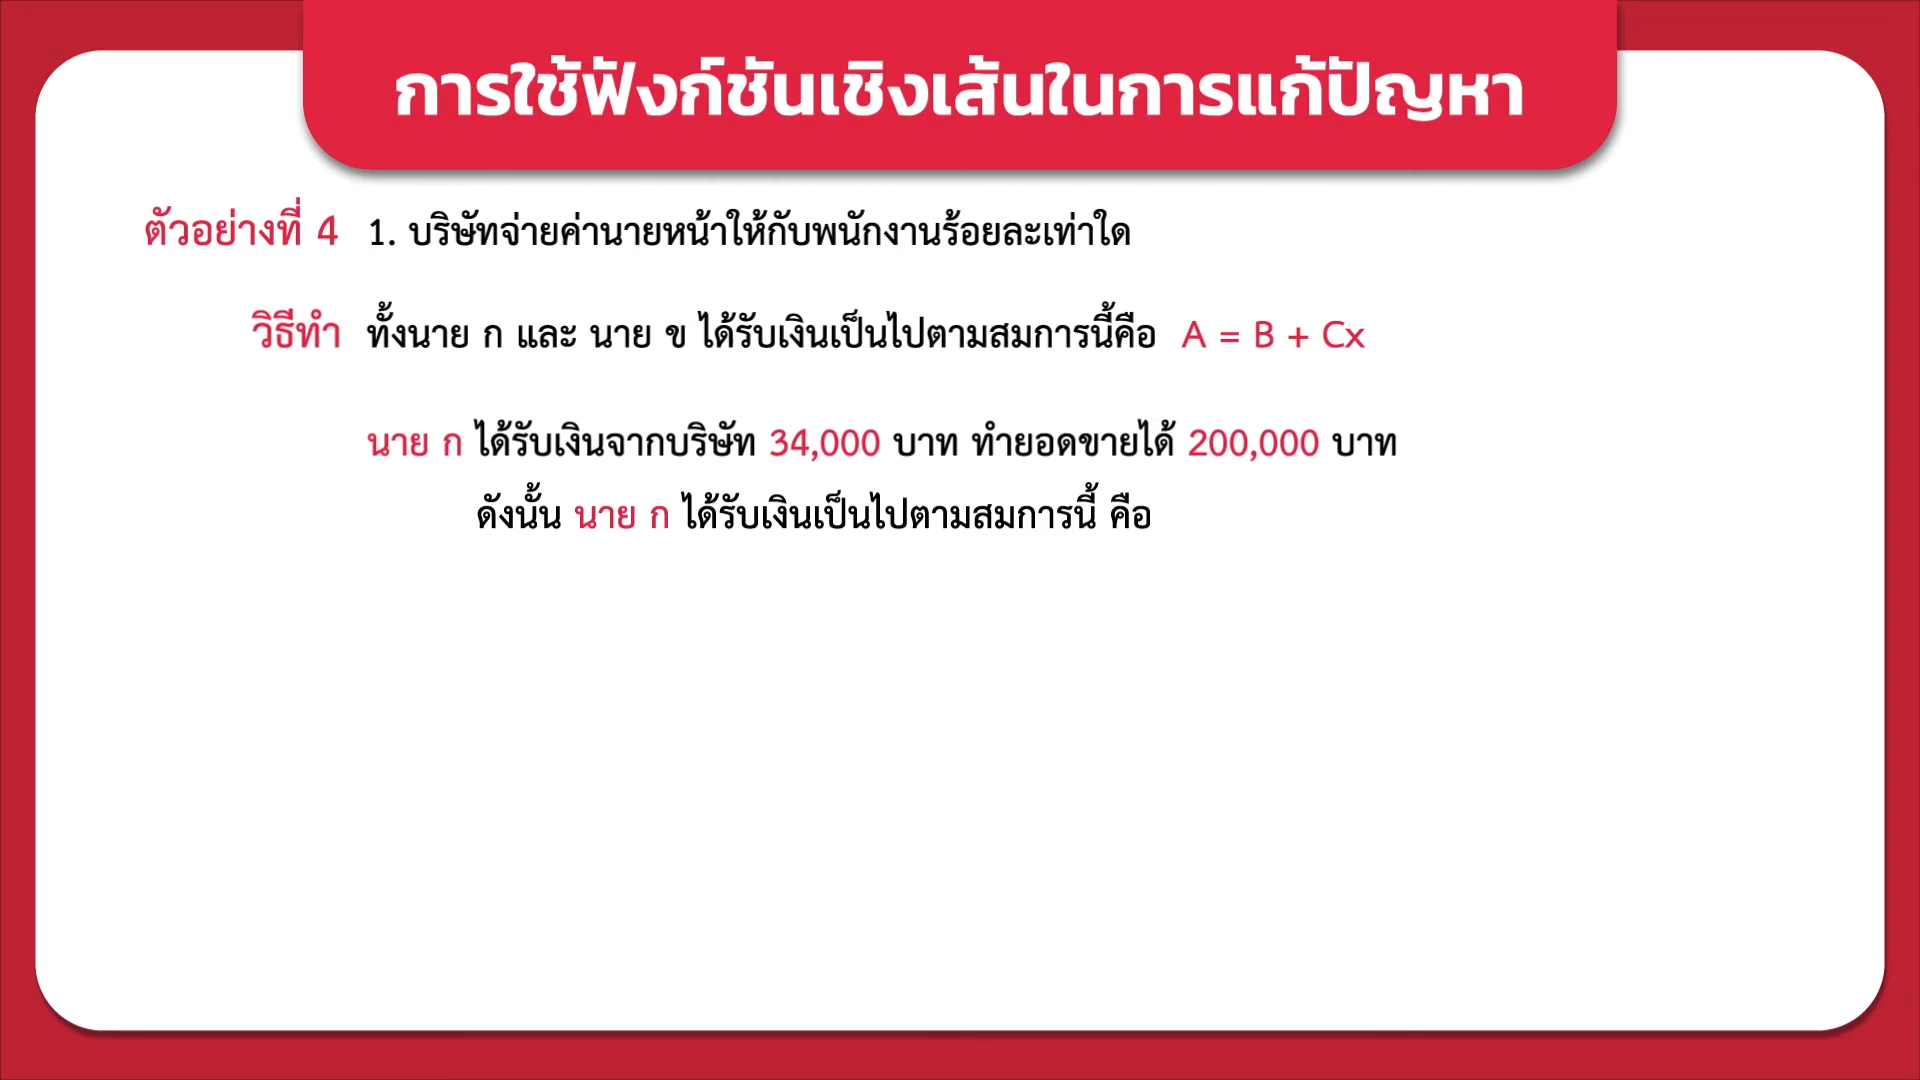 การใช้ฟังก์ชันเชิงเส้นในการแก้ปัญหา
ตัวอย่างที่ 4 1. บริษัทจ่ายค่านายหน้าให้กับพนักงานร้อยละเท่าใด
วิธีทำ ทั้งนาย ก และ นาย ข ได้รับเงินเป็นไปตามสมการนี้คือ A = B + Cx
นาย ก ได้รับเงินจากบริษัท 34,000 บาท ทำยอดขายได้ 200,000 บาท
ดังนั้น นาย ก ได้รับเงินเป็นไปตามสมการนี้ คือ